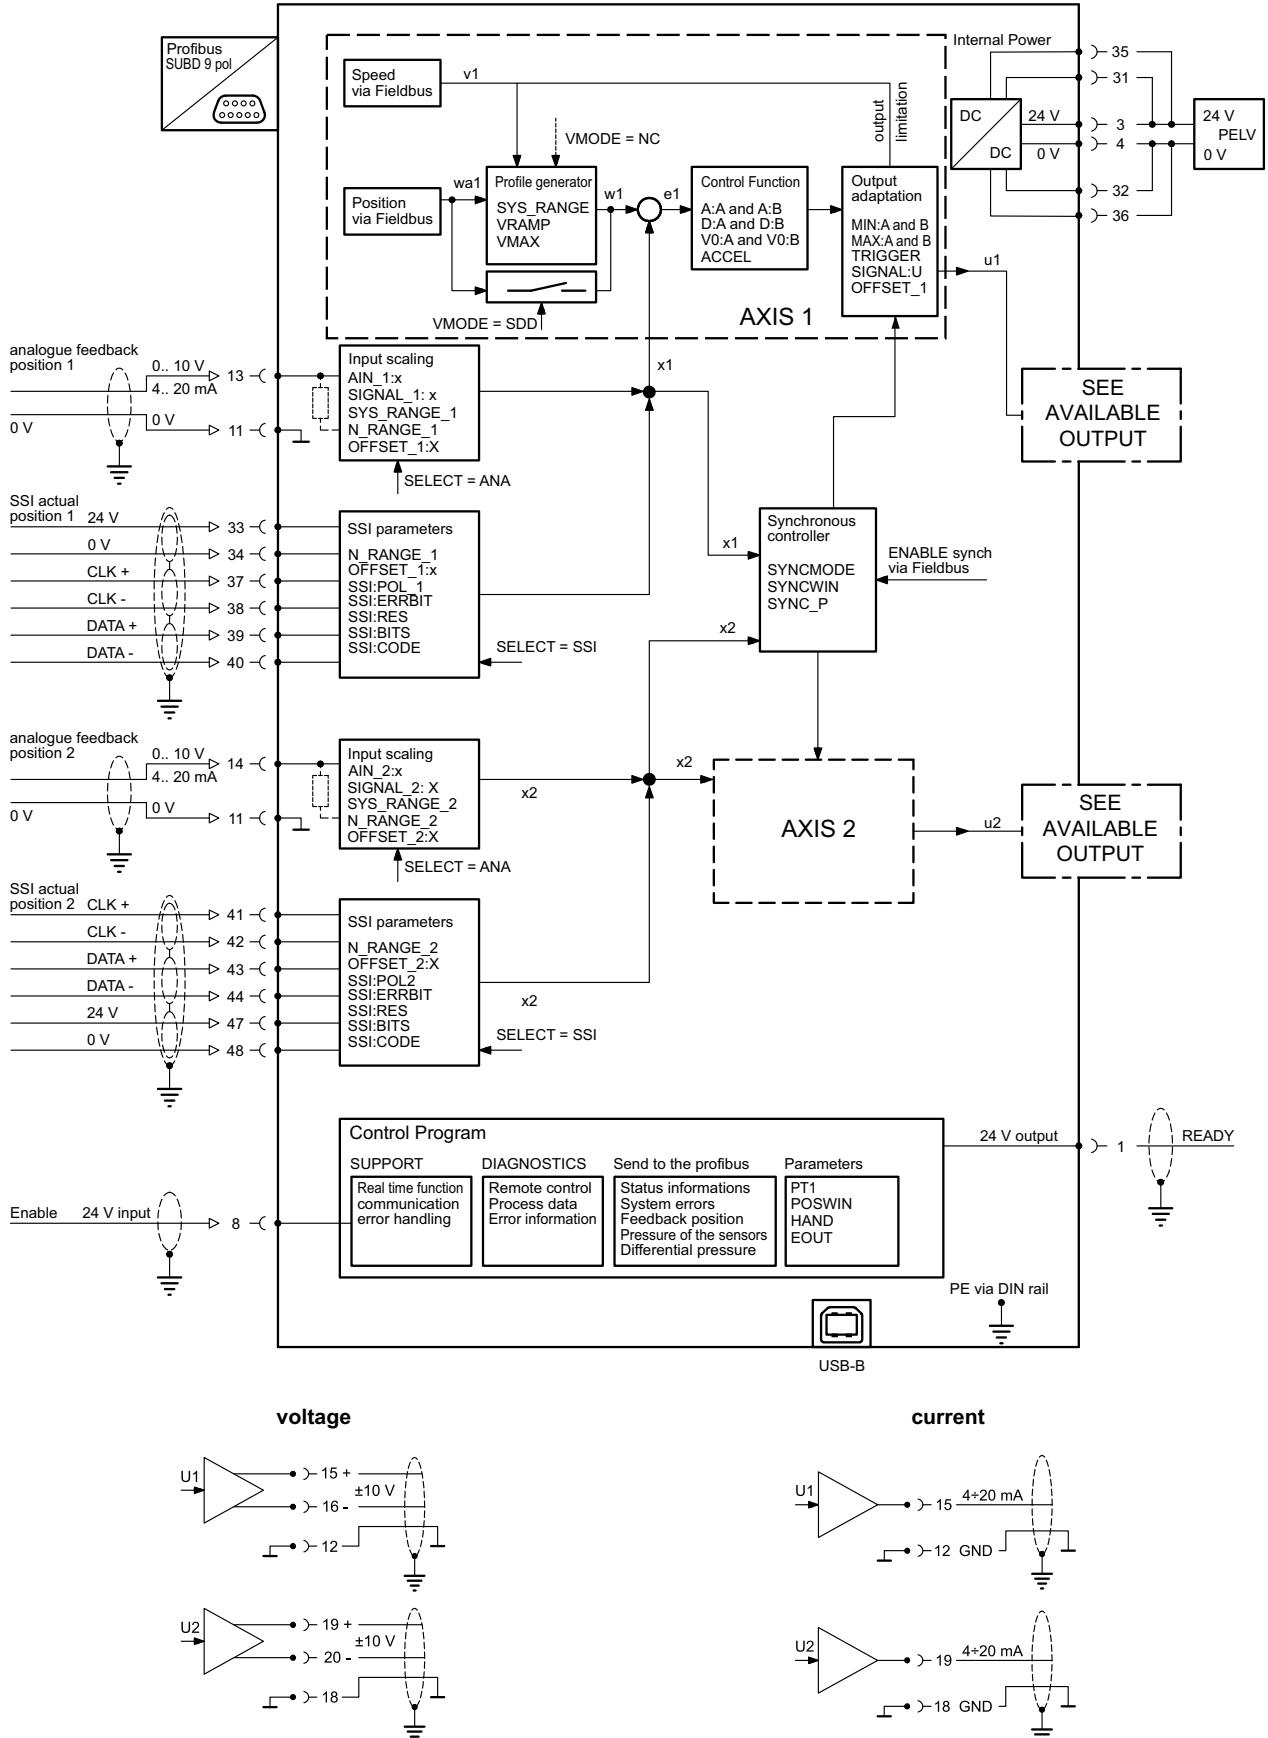 Profibus
SUBD 9 pol
Internal Power
Speed
via Fieldbus
v1
output
limitation
VMODE = NC
Position
via Fieldbus
wa1
Profile generator
SYS_RANGE
VRAMP
VMAX
w1
e1
Control Function
A:A and A:B
D:A and D:B
V0:A and V0:B
ACCEL
Output
adaptation
MIN:A and B
MAX:A and B
TRIGGER
SIGNAL:U
OFFSET_1
VMODE = SDD
AXIS 1
u1
DC
DC
24 V
0 V
35
31
3
4
32
36
24 V
PELV
0 V
analogue feedback
position 1
0.. 10 V
4.. 20 mA
13
0 V
0 V
11
Input scaling
AIN_1:x
SIGNAL_1: x
SYS_RANGE_1
N_RANGE_1
OFFSET_1:X
SELECT = ANA
x1
SEE
AVAILABLE
OUTPUT
SSI actual
position 1
24 V
33
0 V
34
CLK +
37
CLK -
38
DATA +
39
DATA -
40
SSI parameters
N_RANGE_1
OFFSET_1:x
SSI:POL_1
SSI:ERRBIT
SSI:RES
SSI:BITS
SSI:CODE
SELECT = SSI
x1
x2
Synchronous
controller
SYNCMODE
SYNCWIN
SYNC_P
ENABLE synch
via Fieldbus
analogue feedback
position 2
0.. 10 V
4.. 20 mA
14
0 V
0 V
11
Input scaling
AIN_2:x
SIGNAL_2: X
SYS_RANGE_2
N_RANGE_2
OFFSET_2:X
SELECT = ANA
x2
x2
AXIS 2
u2
SEE
AVAILABLE
OUTPUT
SSI actual
position 2
CLK +
41
CLK -
42
DATA +
43
DATA -
44
24 V
47
0 V
48
SSI parameters
N_RANGE_2
OFFSET_2:X
SSI:POL2
SSI:ERRBIT
SSI:RES
SSI:BITS
SSI:CODE
x2
SELECT = SSI
Control Program
SUPPORT
Real time function
communication
error handling
DIAGNOSTICS
Remote control
Process data
Error information
Send to the profibus
Status informations
System errors
Feedback position
Pressure of the sensors
Differential pressure
Parameters
PT1
POSWIN
HAND
EOUT
24 V output
1
READY
Enable
24 V input
8
PE via DIN rail
USB-B
voltage
U1
15 +
±10 V
16 -
12
U2
19 +
±10 V
20 -
18
current
U1
15
4÷20 mA
12 GND
U2
19
4÷20 mA
18 GND